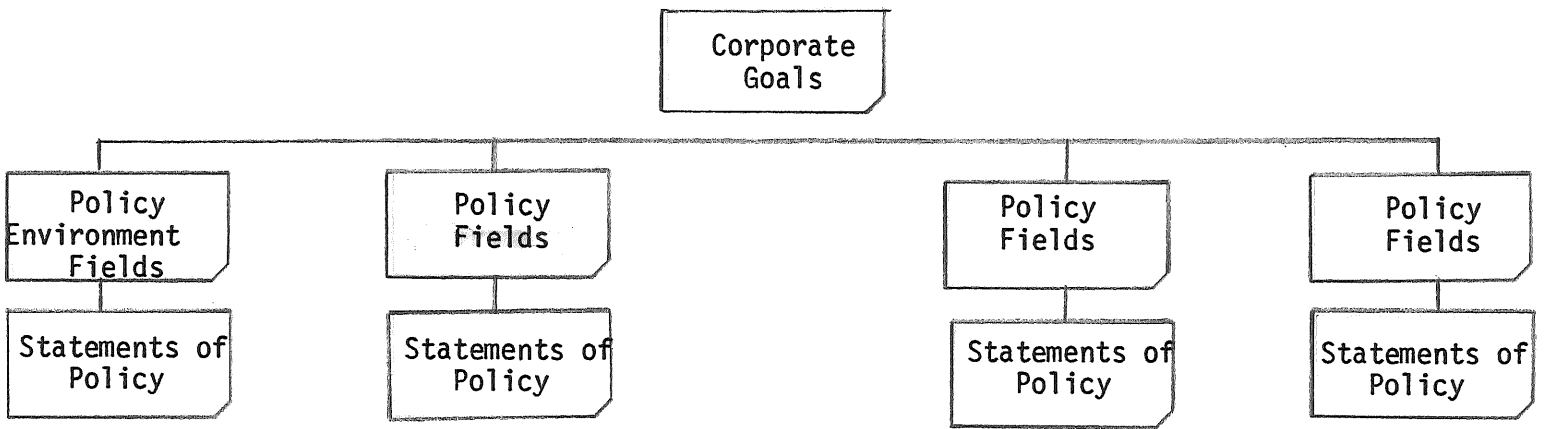 Corporate
Goals
Policy
Environment
Fields
Policy
Fields
Policy
Fields
Policy
Fields
Statements of
Policy
Statements of
Policy
Statements of
Policy
Statements of
Policy